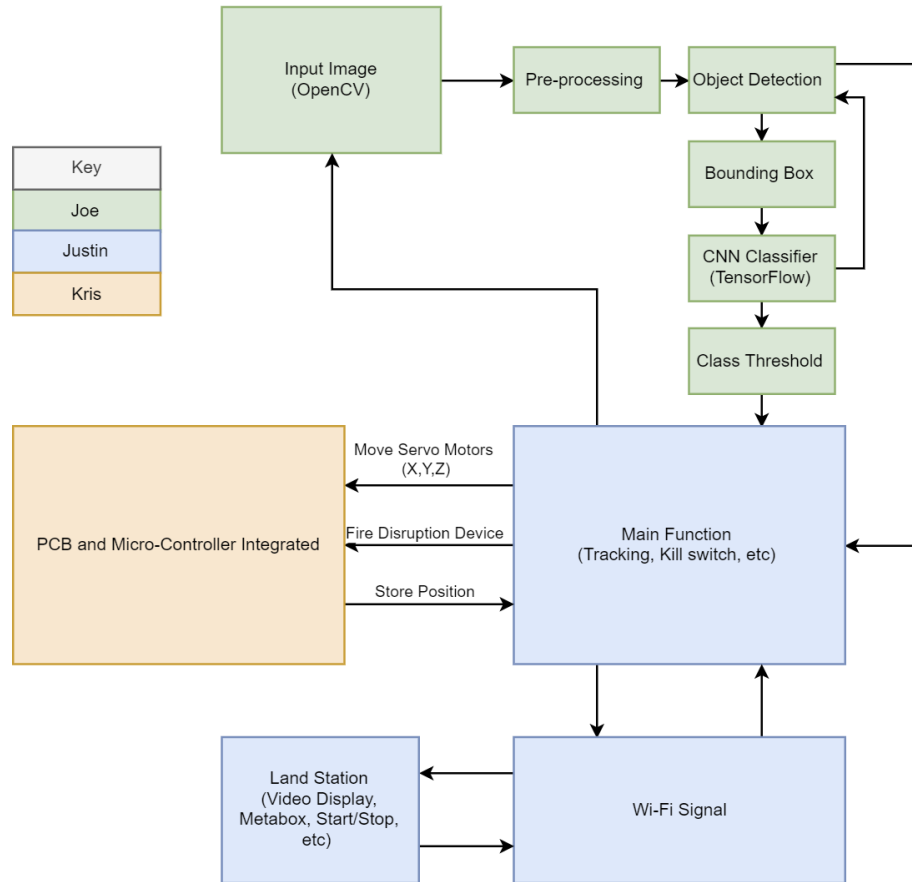 Input Image
(OpenCV)
Pre-processing
Object Detection
Key
Joe
Justin
Kris
Bounding Box
CNN Classifier
(TensorFlow)
Class Threshold
Move Servo Motors
(X,Y,Z)
PCB and Micro-Controller Integrated
Fire Disruption Device
Store Position
Main Function
(Tracking, Kill switch, etc)
Land Station
(Video Display,
Metabox, Start/Stop,
etc)
Wi-Fi Signal